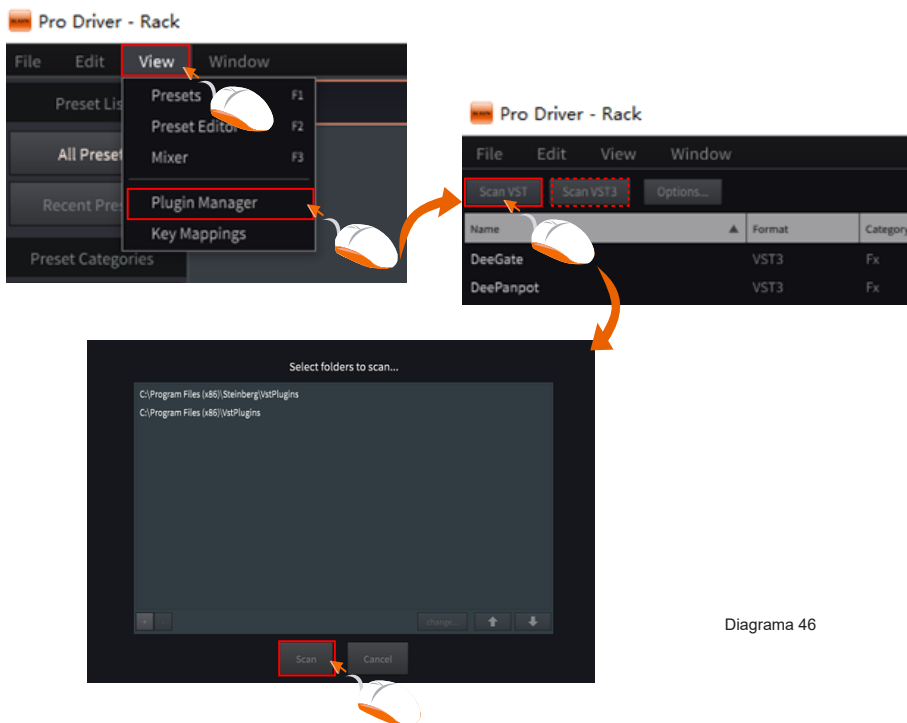 Pro Driver - Rack
File Edit View Window
Preset Lis
Presets F1
Preset Editor F2
All Preset
Mixer F3
Recent Pre
Plugin Manager
Key Mappings
Preset Categories
Pro Driver - Rack
File Edit View Window
Scan VST Scan VST3 Options...
Name Format Category
DeeGate VST3 Fx
DeePanpot VST3 Fx
Select folders to scan...
C:\Program Files (x86)\Steinberg\VstPlugins
C:\Program Files (x86)\VstPlugins
+ - change...
Scan Cancel
Diagrama 46